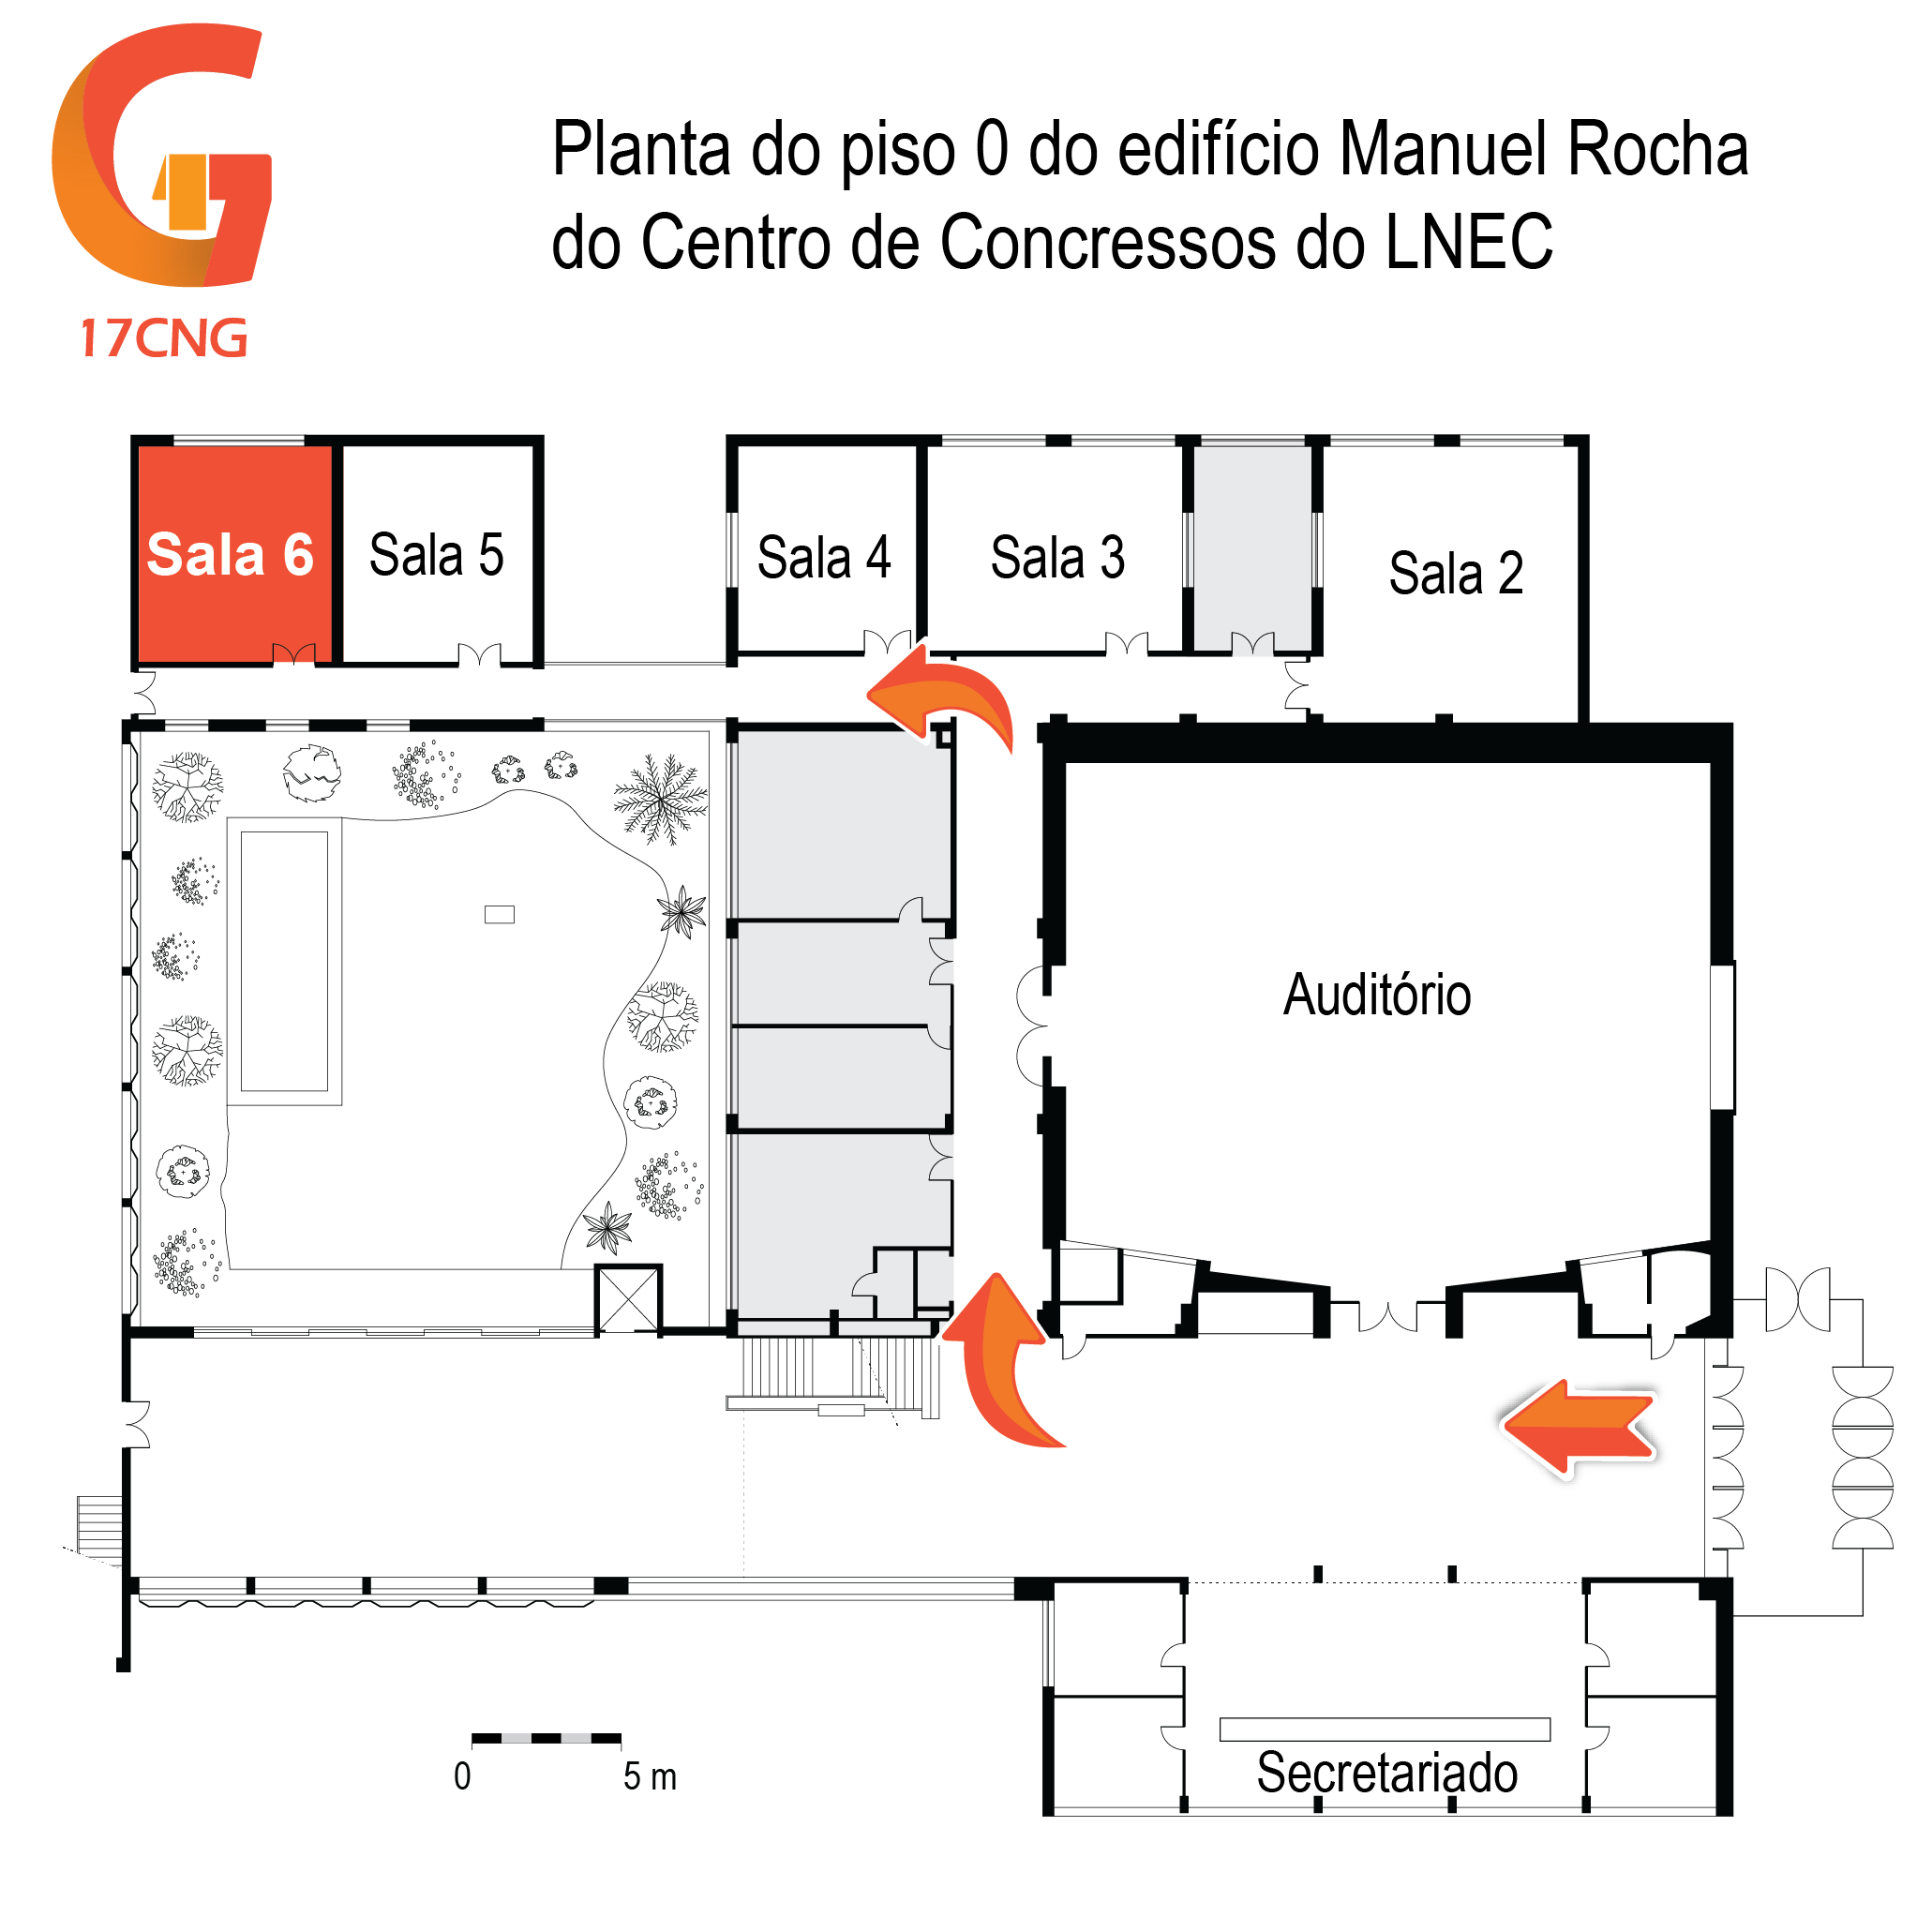 Planta do piso 0 do edifício Manuel Rocha
do Centro de Concressos do LNEC
17CNG
Sala 6
Sala 5
Sala 4
Sala 3
Sala 2
Auditório
Secretariado
0
5 m